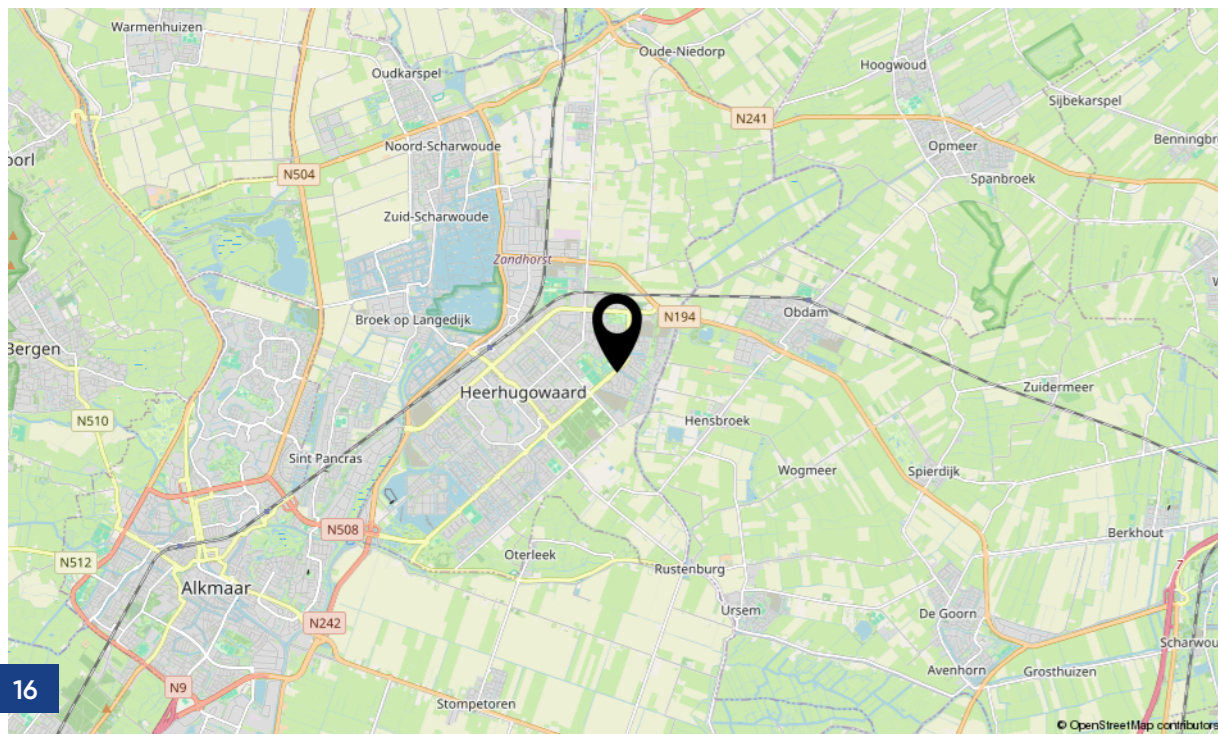 Warmenhuizen
Oude-Niedorp
Hoogwoud
Oudkarspel
Sijbekarspel
N241
Benningbr
Noord-Scharwoude
Opmeer
oorl
N504
Spanbroek
Zuid-Scharwoude
Zandhorst
Obdam
N194
Broek op Langedijk
Bergen
Zuidermeer
Heerhugowaard
N510
Hensbroek
Sint Pancras
Wogmeer
Spierdijk
N508
Berkhout
Oterleek
N512
Rustenburg
7
Alkmaar
Ursem
De Goorn
N242
Scharwou
Avenhorn
Grosthuizen
16
N9
Stompetoren
© OpenStreetMap contributors